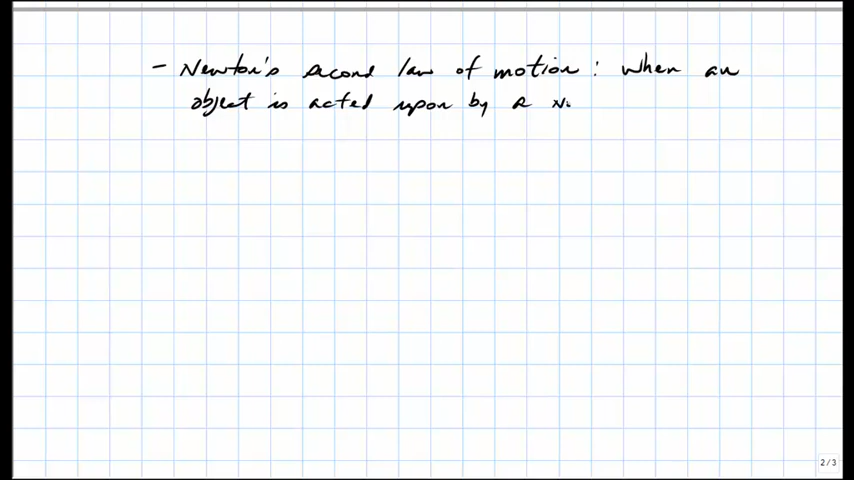 - Newton's second law of motion: when an
object is acted upon by a
2/3